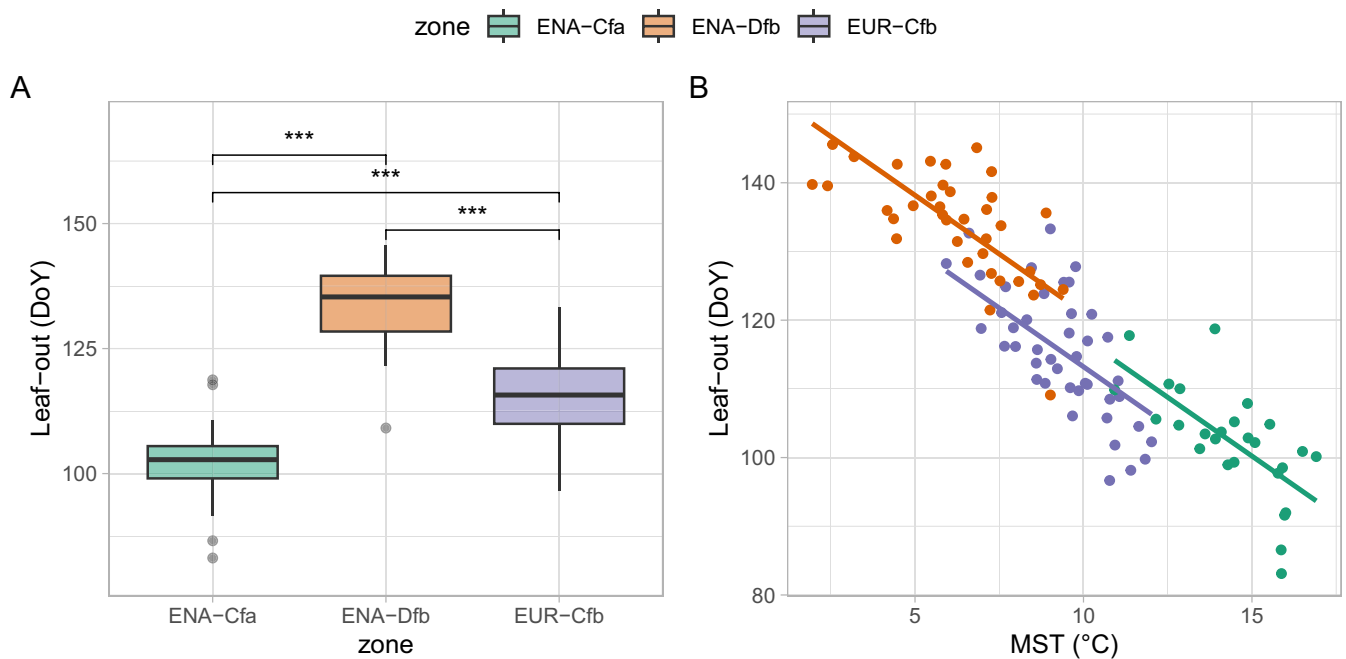 zone ENA−Cfa ENA−Dfb EUR−Cfb
A
B
***
***
***
150
125
100
Leaf−out (DoY)
ENA−Cfa ENA−Dfb EUR−Cfb
zone
140
120
100
80
Leaf−out (DoY)
5 10 15
MST (°C)